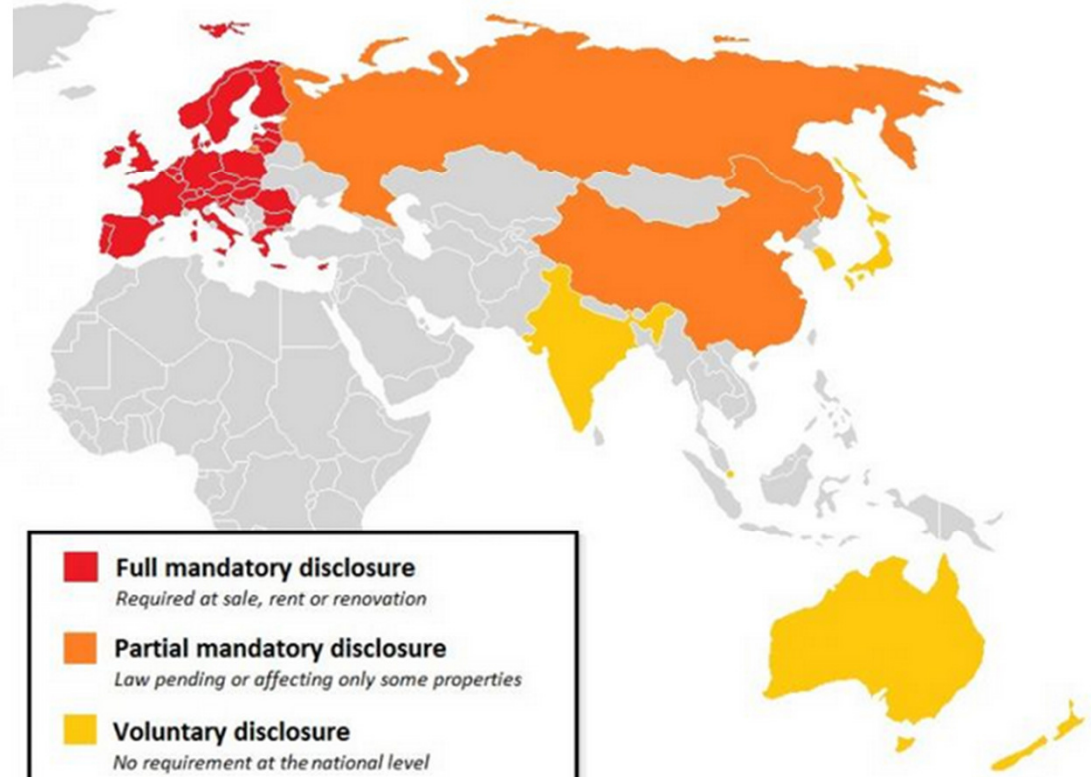 Full mandatory disclosure
Required at sale, rent or renovation
Partial mandatory disclosure
Law pending or affecting only some properties
Voluntary disclosure
No requirement at the national level